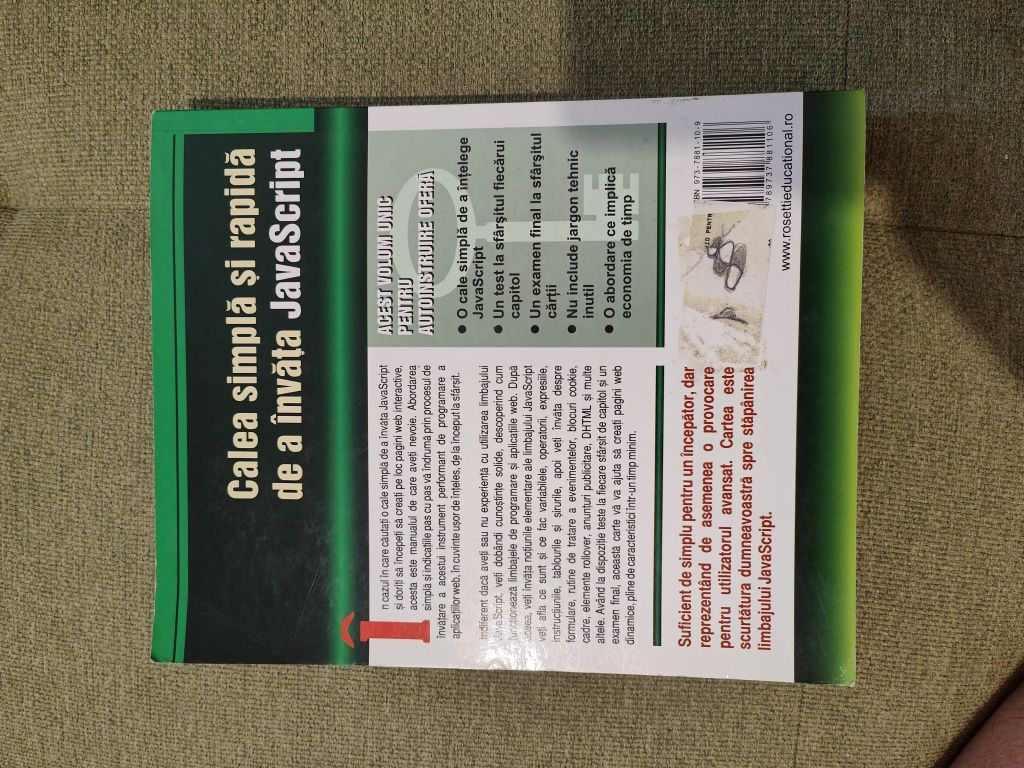 Calea simplă și rapidă
de a învăța JavaScript
În cazul în care căutați o cale simplă de a învăța JavaScript
și doriți să începeți să creați pe loc pagini web interactive,
acesta este manualul de care aveți nevoie. Abordarea
simplă și indicațiile pas cu pas vă îndrumă prin procesul de
învățare a acestui instrument performant de programare a
aplicațiilor web, în cuvinte ușor de înțeles, de la început la sfârșit.
Indiferent dacă aveți sau nu experiență cu utilizarea limbajului
JavaScript, veți dobândi cunoștințe solide, descoperind cum
funcționează limbajele de programare și aplicațiile web. După
aceea, veți învăța noțiunile elementare ale limbajului JavaScript
veți afla ce sunt și ce fac variabilele, operatorii, expresiile,
instrucțiunile, tablourile și șirurile, apoi veți învăța despre
formulare, rutine de tratare a evenimentelor, blocuri cookie,
cadre, elemente rollover, anunțuri publicitare, DHTML și multe
altele. Având la dispoziție teste la fiecare sfârșit de capitol și un
examen final, această carte vă va ajuta să creați pagini web
dinamice, pline de caracteristici într-un timp minim.
ACEST VOLUM UNIC
PENTRU
AUTOINSTRUIRE OFERĂ
● O cale simplă de a înțelege
JavaScript
● Un test la sfârșitul fiecărui
capitol
● Un examen final la sfârșitul
cărții
● Nu include jargon tehnic
inutil
● O abordare ce implică
economia de timp
Suficient de simplu pentru un începător, dar
reprezentând de asemenea o provocare
pentru utilizatorul avansat. Cartea este
scurtătura dumneavoastră spre stăpânirea
limbajului JavaScript.
PENTR
ISBN 973-7881-10-9
789737 881106
www.rosettieducational.ro